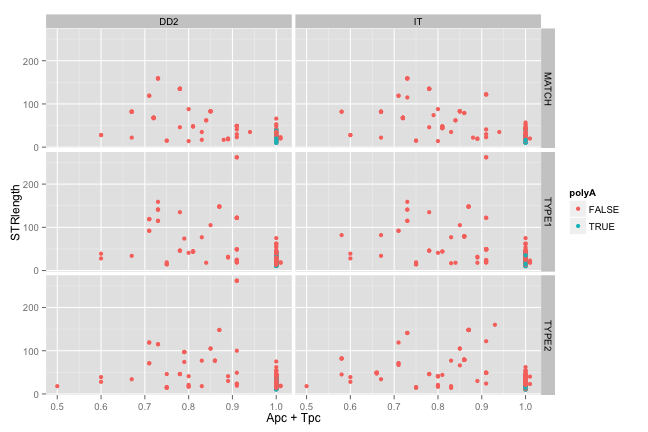 DD2 IT
200
100
0
MATCH
200
100
0
TYPE1
200
100
0
TYPE2
0.5 0.6 0.7 0.8 0.9 1.0 0.5 0.6 0.7 0.8 0.9 1.0
Apc + Tpc
STRlength
polyA
FALSE
TRUE